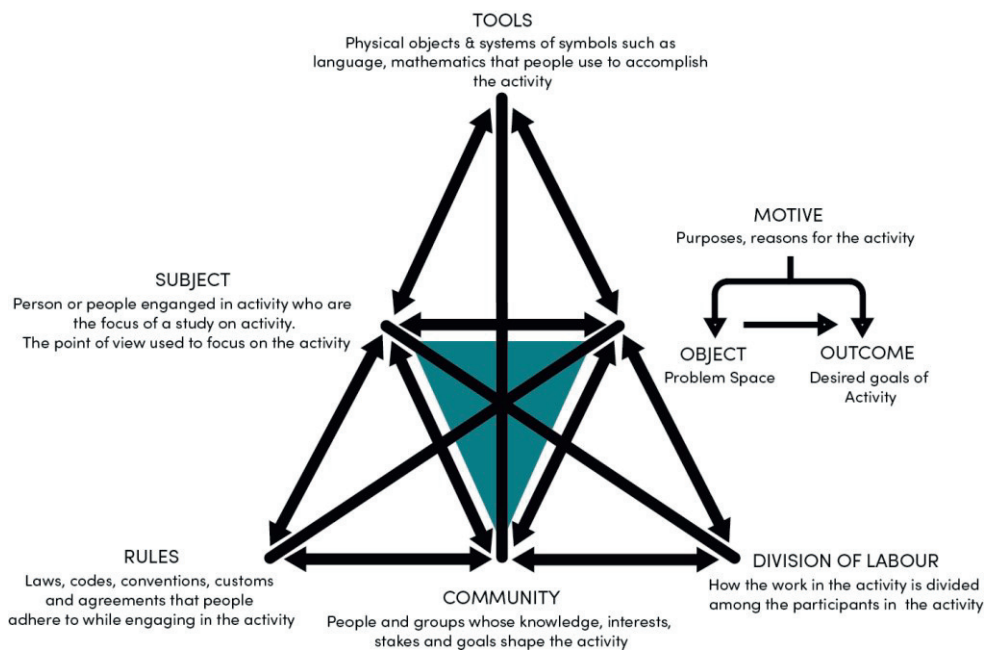 TOOLS
Physical objects & systems of symbols such as
language, mathematics that people use to accomplish
the activity
MOTIVE
Purposes, reasons for the activity
SUBJECT
Person or people enganged in activity who are
the focus of a study on activity.
The point of view used to focus on the activity
OBJECT
Problem Space
OUTCOME
Desired goals of
Activity
RULES
Laws, codes, conventions, customs
and agreements that people
adhere to while engaging in the activity
COMMUNITY
People and groups whose knowledge, interests,
stakes and goals shape the activity
DIVISION OF LABOUR
How the work in the activity is divided
among the participants in the activity